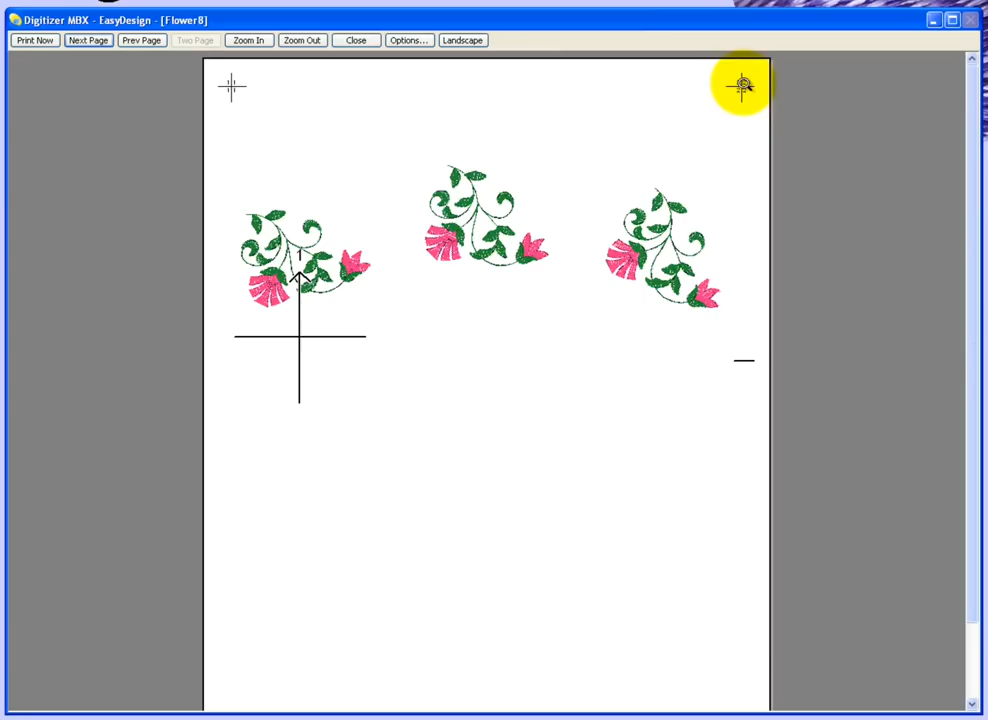 Digitizer MBX - EasyDesign - [Flower8]
Print Now Next Page Prev Page Two Page Zoom In Zoom Out Close Options... Landscape
1